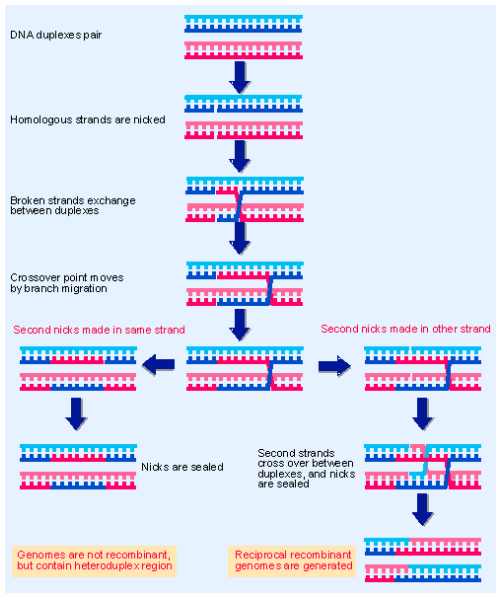 DNA duplexes pair
Homologous strands are nicked
Broken strands exchange
between duplexes
Crossover point moves
by branch migration
Second nicks made in same strand
Second nicks made in other strand
Nicks are sealed
Second strands
cross over between
duplexes, and nicks
are sealed
Genomes are not recombinant,
but contain heteroduplex region
Reciprocal recombinant
genomes are generated